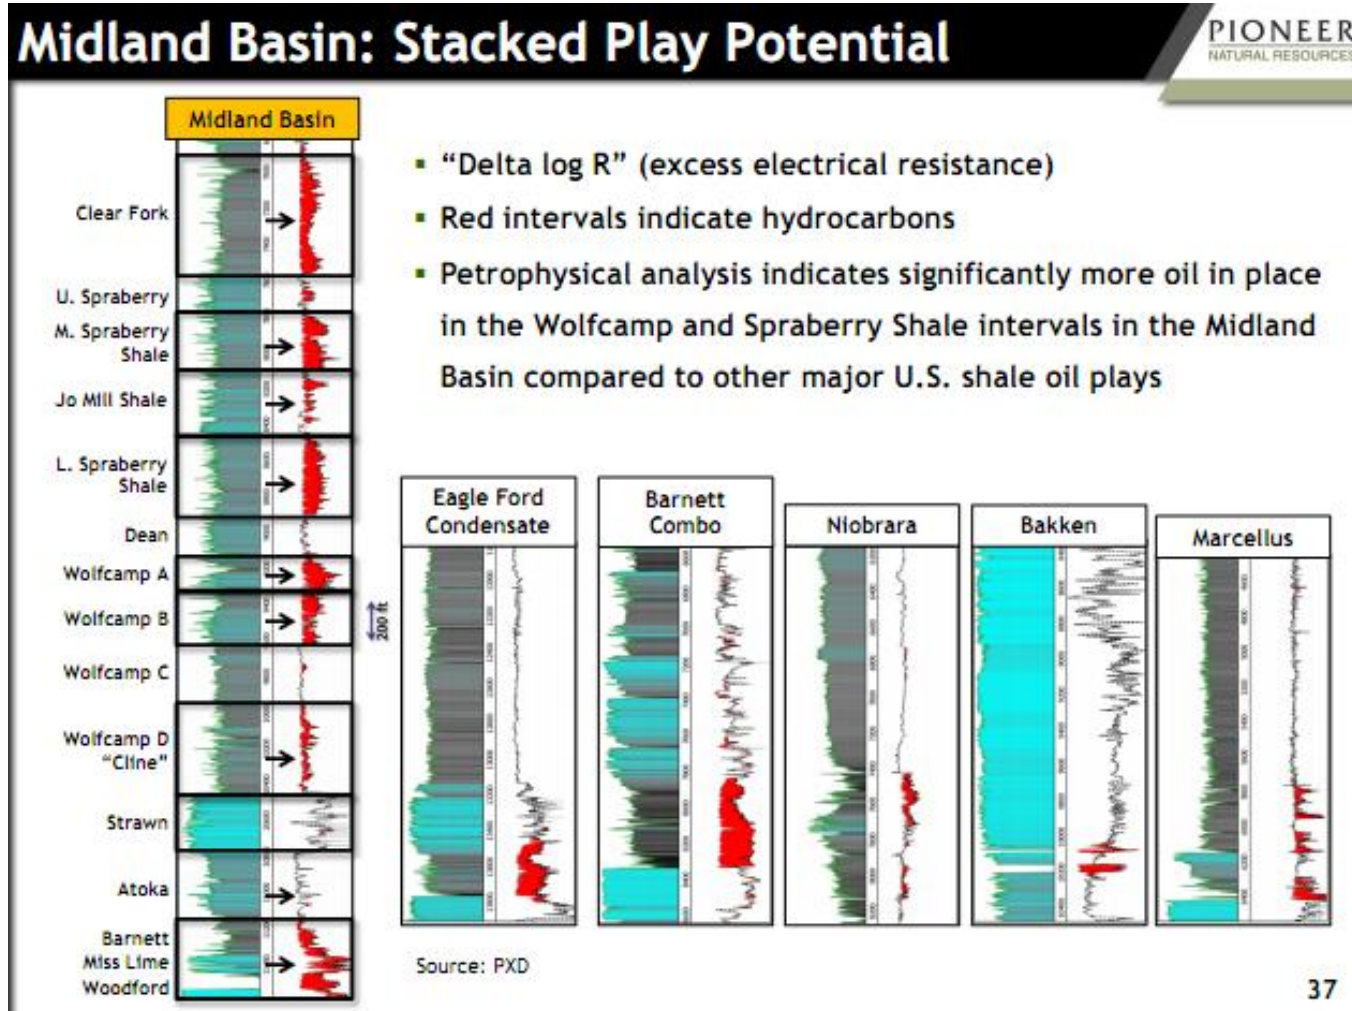 Midland Basin: Stacked Play Potential
PIONEER
NATURAL RESOURCES
Midland Basin
Clear Fork
U. Spraberry
M. Spraberry
Shale
Jo Mill Shale
L. Spraberry
Shale
Dean
Wolfcamp A
Wolfcamp B
Wolfcamp C
Wolfcamp D
“Cline”
Strawn
Atoka
Barnett
Miss Lime
Woodford
200 ft
▪ “Delta log R” (excess electrical resistance)
▪ Red intervals indicate hydrocarbons
▪ Petrophysical analysis indicates significantly more oil in place
in the Wolfcamp and Spraberry Shale intervals in the Midland
Basin compared to other major U.S. shale oil plays
Eagle Ford
Condensate
Barnett
Combo
Niobrara
Bakken
Marcellus
Source: PXD
37